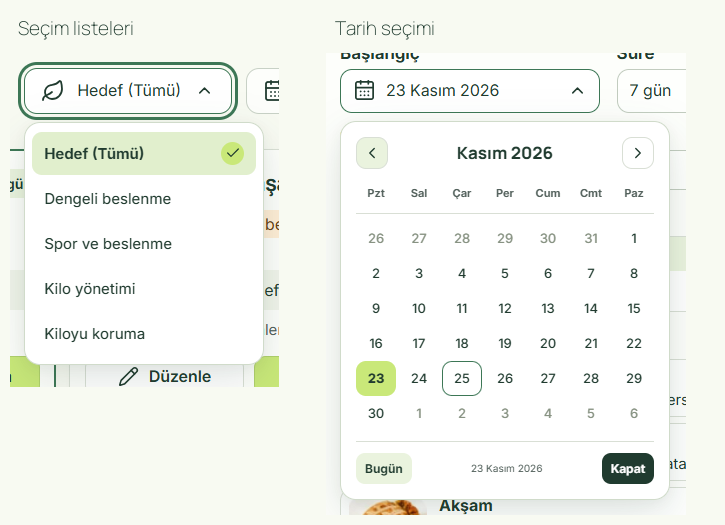 Seçim listeleri
Hedef (Tümü)
Hedef (Tümü)
Dengeli beslenme
Spor ve beslenme
Kilo yönetimi
Kiloyu koruma
Düzenle
Tarih seçimi
Başlangıç
Süre
23 Kasım 2026
7 gün
Kasım 2026
Pzt Sal Çar Per Cum Cmt Paz
26 27 28 29 30 31 1
2 3 4 5 6 7 8
9 10 11 12 13 14 15
16 17 18 19 20 21 22
23 24 25 26 27 28 29
30 1 2 3 4 5 6
Bugün
23 Kasım 2026
Kapat
Akşam